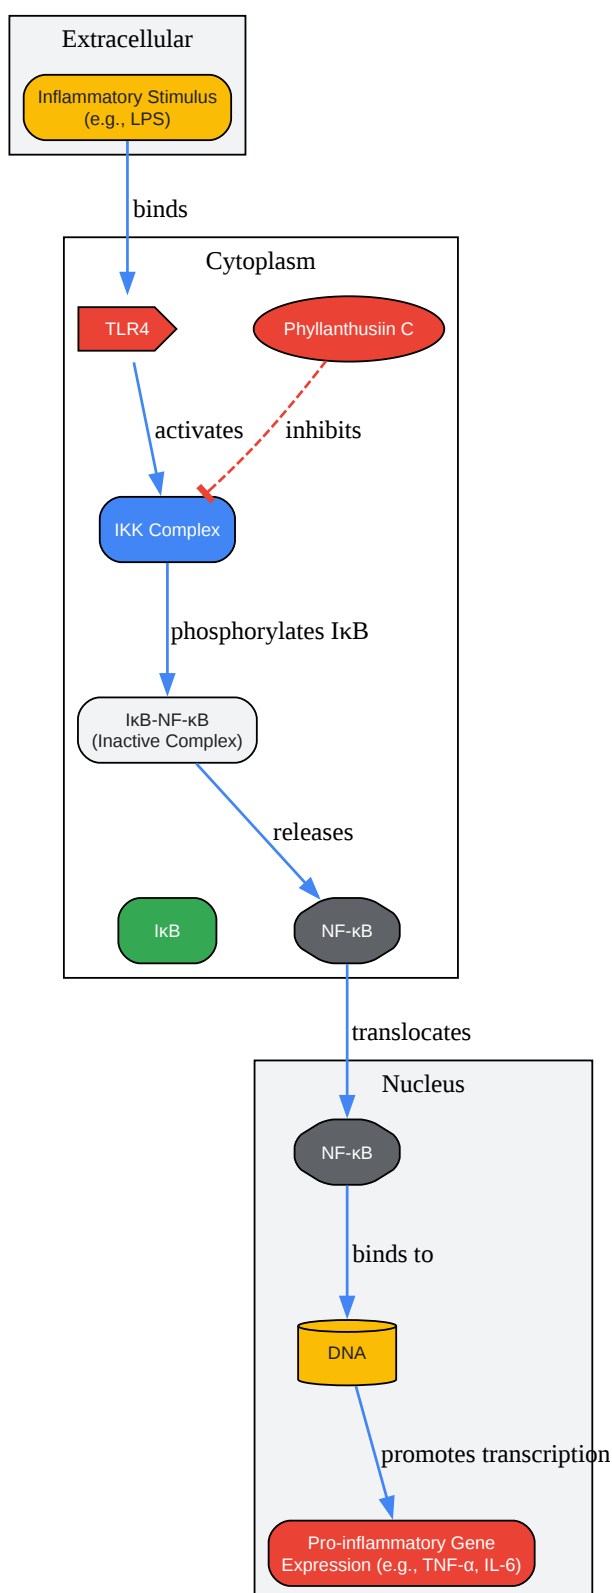 Extracellular
Inflammatory Stimulus
(e.g., LPS)
binds
Cytoplasm
TLR4
Phyllanthusiin C
activates
inhibits
IKK Complex
phosphorylates IκB
IκB-NF-κB
(Inactive Complex)
releases
IκB
NF-κB
translocates
Nucleus
NF-κB
binds to
DNA
promotes transcription
Pro-inflammatory Gene
Expression (e.g., TNF-α, IL-6)